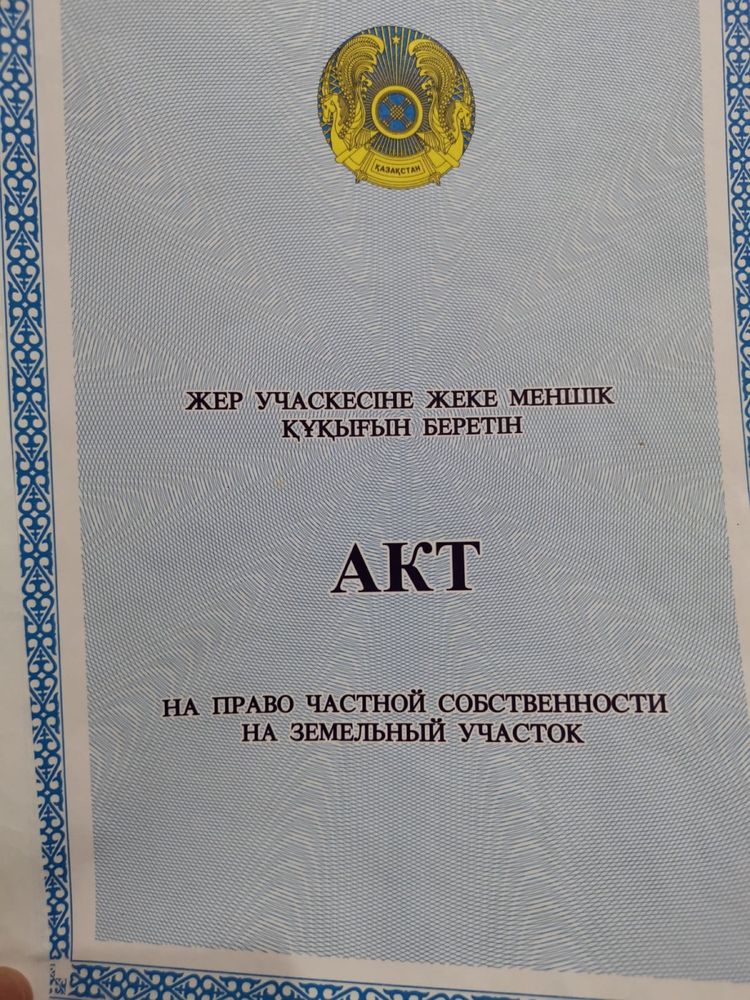 ҚАЗАҚСТАН
ЖЕР УЧАСКЕСІНЕ ЖЕКЕ МЕНШІК
ҚҰҚЫҒЫН БЕРЕТІН
АКТ
НА ПРАВО ЧАСТНОЙ СОБСТВЕННОСТИ
НА ЗЕМЕЛЬНЫЙ УЧАСТОК